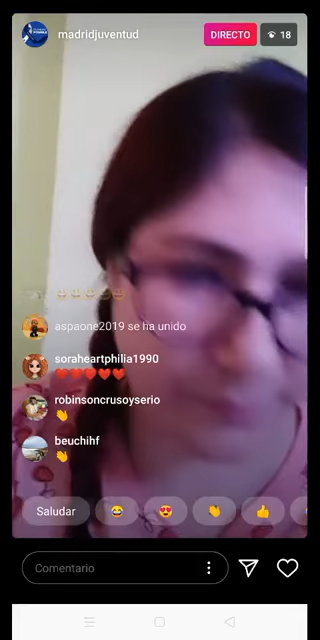 madridjuventud
DIRECTO
18
aspaone2019 se ha unido
soraheartphilia1990
❤️❤️❤️❤️❤️
robinsoncrusoyserio
👏
beuchihf
👏
Saludar 😂 😍 👏 👍
Comentario